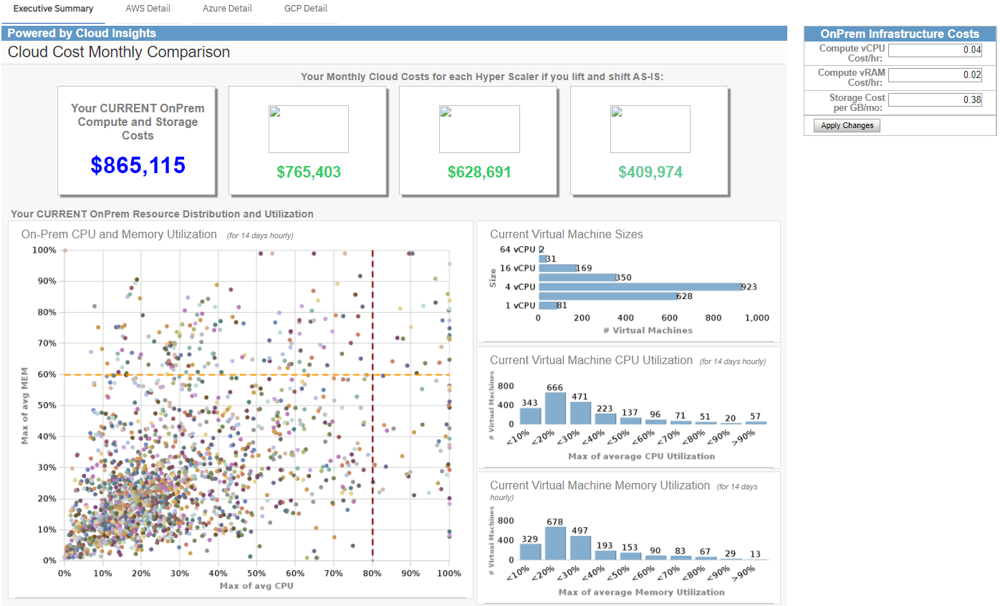 Executive Summary
AWS Detail
Azure Detail
GCP Detail
Powered by Cloud Insights
Cloud Cost Monthly Comparison
Your Monthly Cloud Costs for each Hyper Scaler if you lift and shift AS-IS:
Your CURRENT OnPrem
Compute and Storage
Costs
$865,115
$765,403
$628,691
$409,974
OnPrem Infrastructure Costs
Compute vCPU
Cost/hr:
0.04
Compute vRAM
Cost/hr:
0.02
Storage Cost
per GB/mo:
0.38
Apply Changes
Your CURRENT OnPrem Resource Distribution and Utilization
On-Prem CPU and Memory Utilization (for 14 days hourly)
100%
90%
80%
70%
60%
50%
40%
30%
20%
10%
0%
Max of avg MEM
0% 10% 20% 30% 40% 50% 60% 70% 80% 90% 100%
Max of avg CPU
Current Virtual Machine Sizes
Size
64 vCPU 2
31
16 vCPU 169
350
4 vCPU 923
628
1 vCPU 81
0 200 400 600 800 1,000
# Virtual Machines
Current Virtual Machine CPU Utilization (for 14 days hourly)
# Virtual Machines
800
400
0
343 666 471 223 137 96 71 51 20 57
<10% <20% <30% <40% <50% <60% <70% <80% <90% >90%
Max of average CPU Utilization
Current Virtual Machine Memory Utilization (for 14 days
hourly)
# Virtual Machines
800
400
0
329 678 497 193 153 90 83 67 29 13
<10% <20% <30% <40% <50% <60% <70% <80% <90% >90%
Max of average Memory Utilization